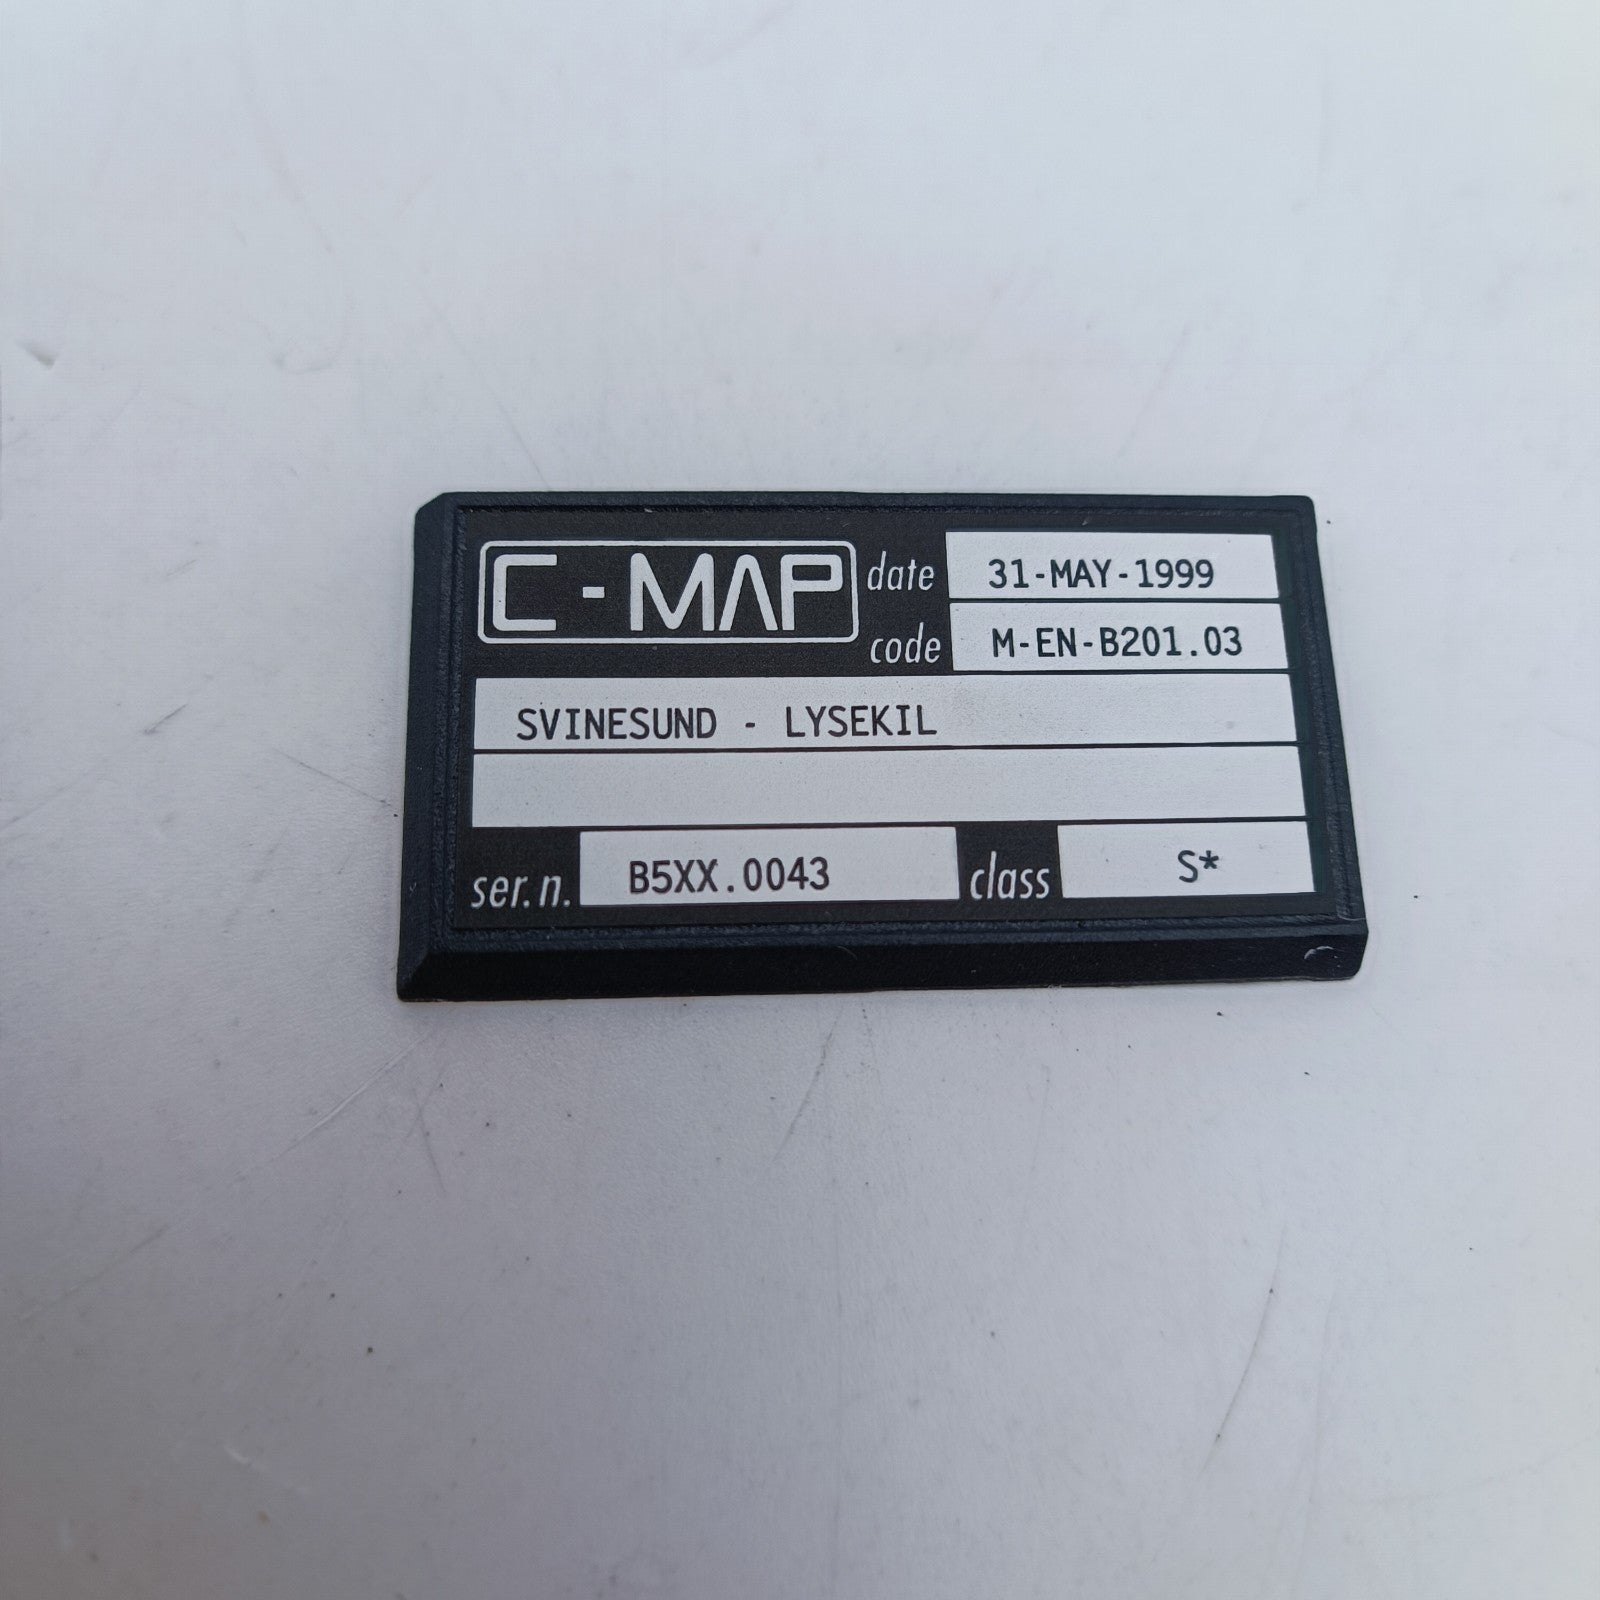 C-MAP date 31-MAY-1999
code M-EN-B201.03
SVINESUND - LYSEKIL
ser.n. B5XX.0043 class S*